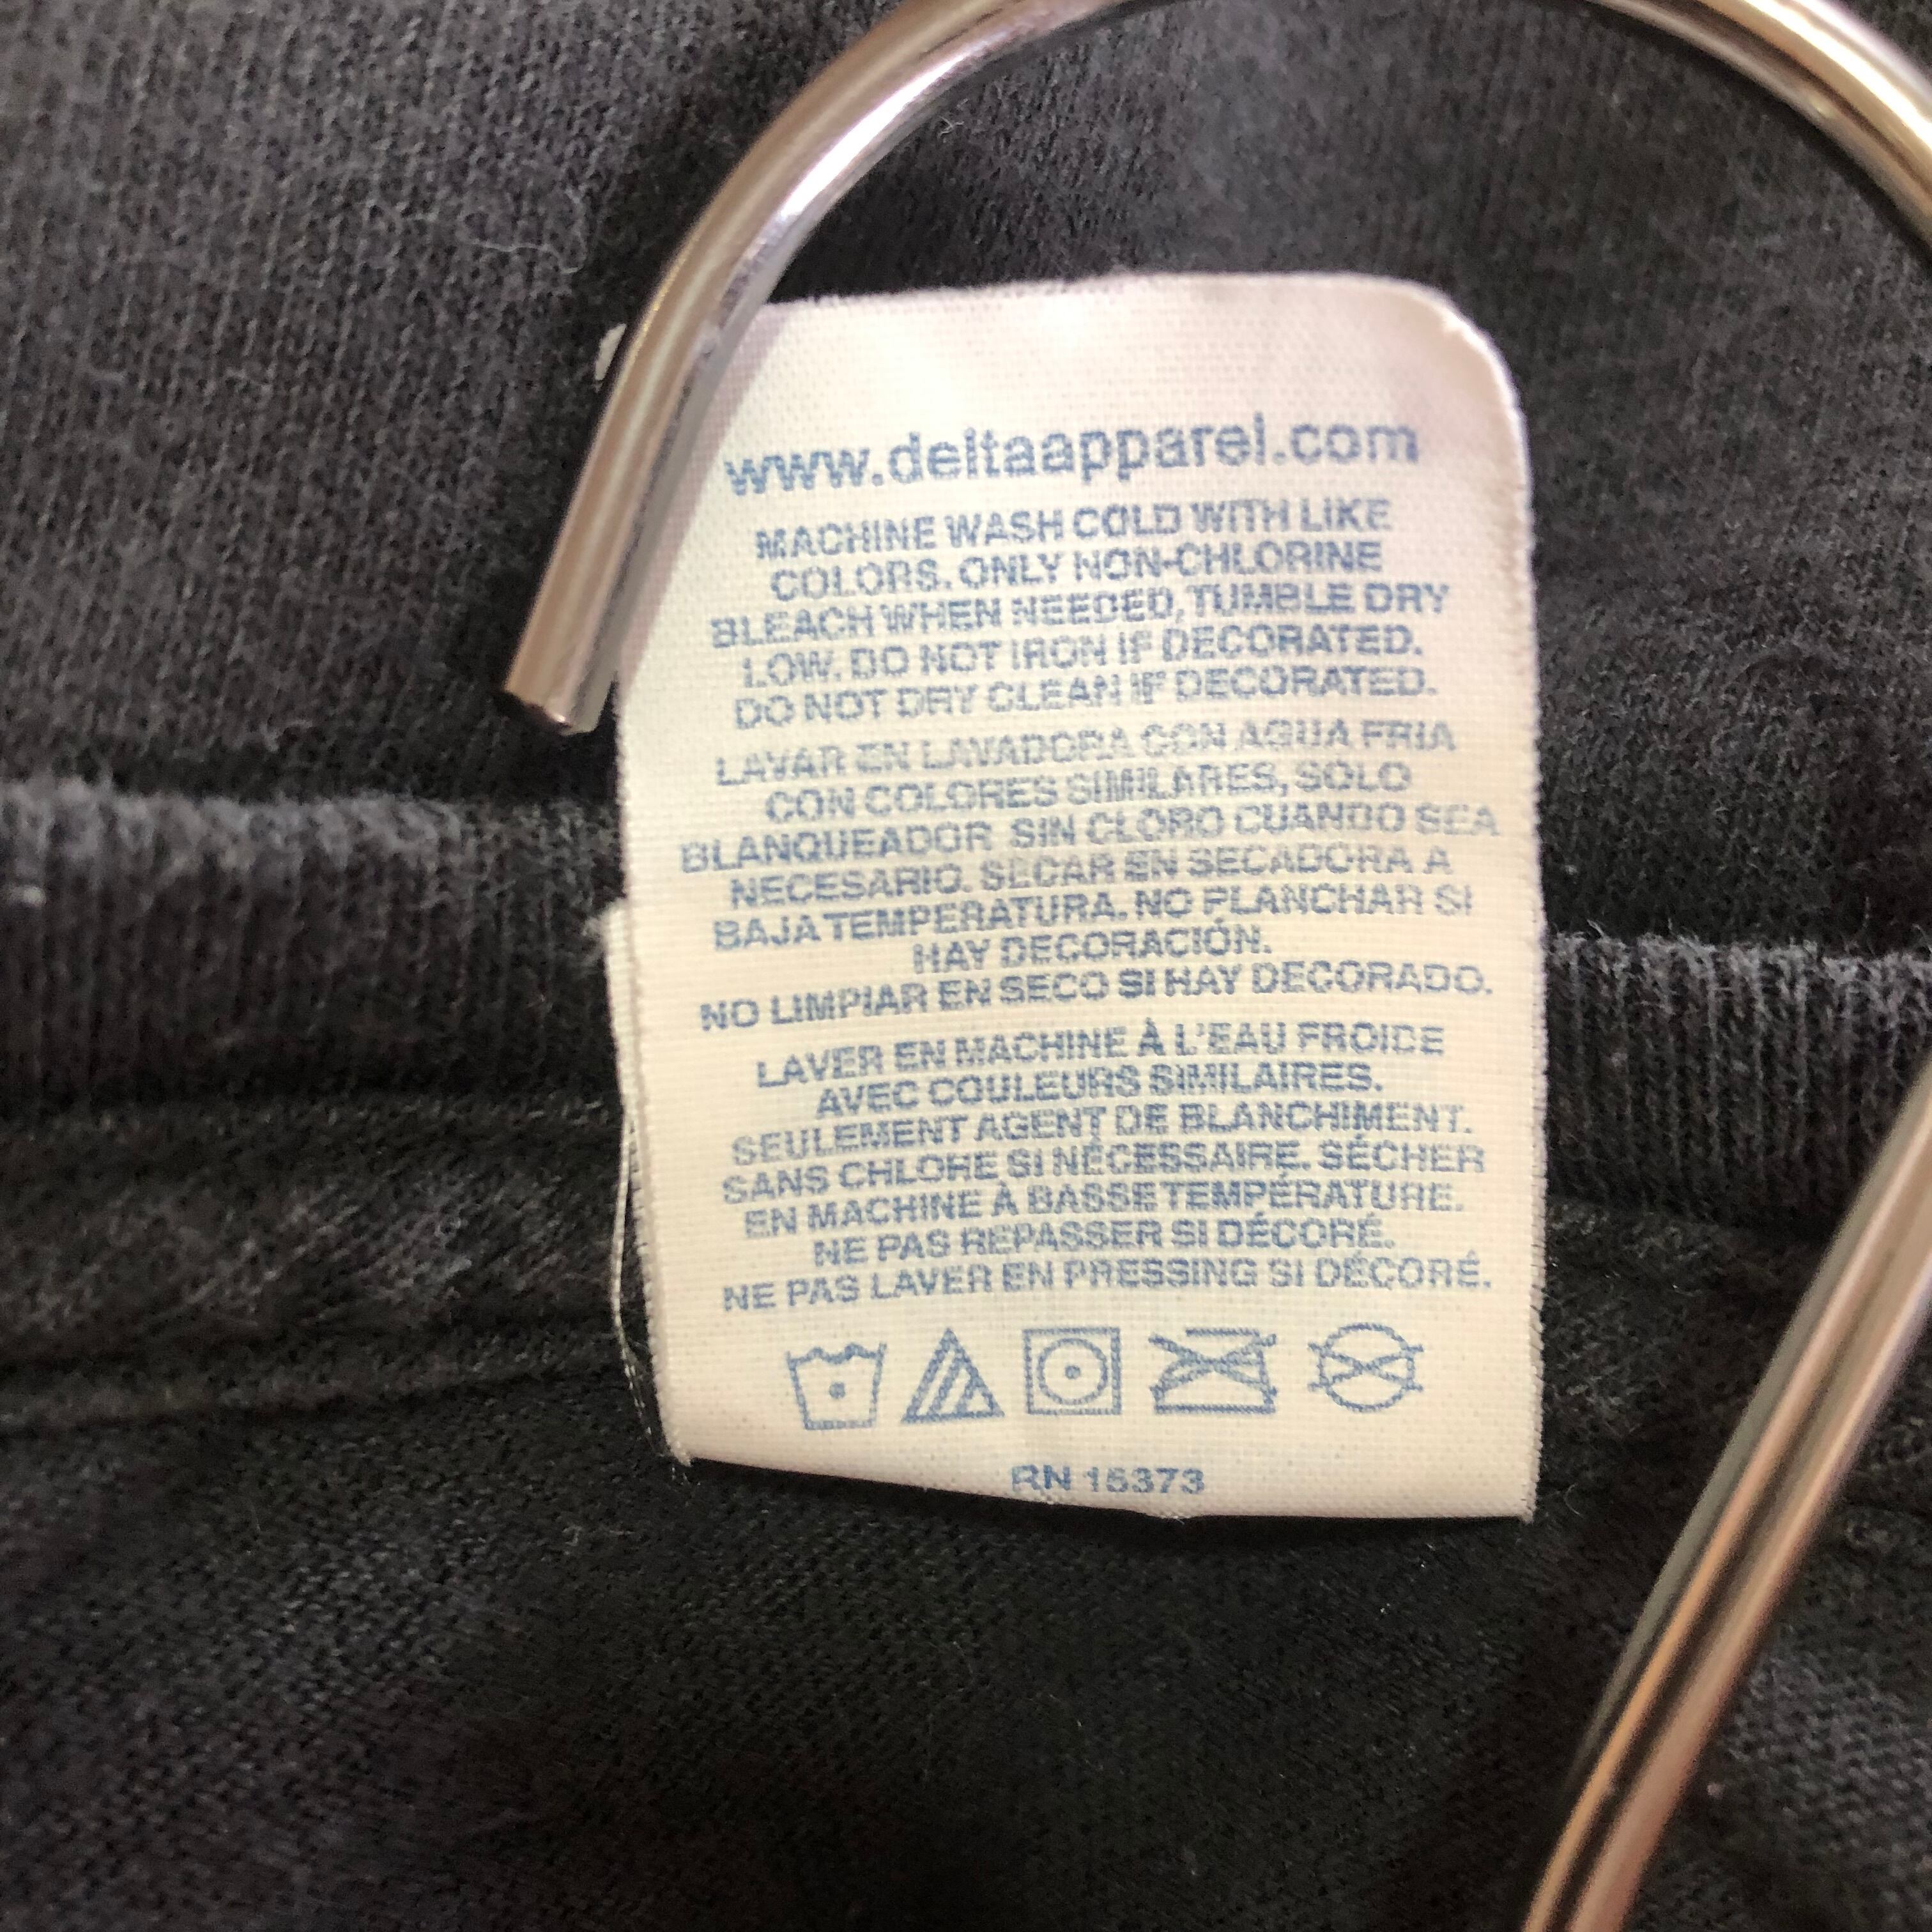 www.deltaapparel.com
MACHINE WASH COLD WITH LIKE
COLORS. ONLY NON-CHLORINE
BLEACH WHEN NEEDED, TUMBLE DRY
LOW. DO NOT IRON IF DECORATED.
DO NOT DRY CLEAN IF DECORATED.
LAVAR EN LAVADORA CON AGUA FRIA
CON COLORES SIMILARES, SOLO
BLANQUEADOR SIN CLORO CUANDO SEA
NECESARIO. SECAR EN SECADORA A
BAJA TEMPERATURA. NO PLANCHAR SI
HAY DECORACIÓN.
NO LIMPIAR EN SECO SI HAY DECORADO.
LAVER EN MACHINE À L'EAU FROIDE
AVEC COULEURS SIMILAIRES.
SEULEMENT AGENT DE BLANCHIMENT.
SANS CHLORE SI NÉCESSAIRE. SÉCHER
EN MACHINE À BASSE TEMPÉRATURE.
NE PAS REPASSER SI DÉCORÉ.
NE PAS LAVER EN PRESSING SI DÉCORÉ.
RN 15373